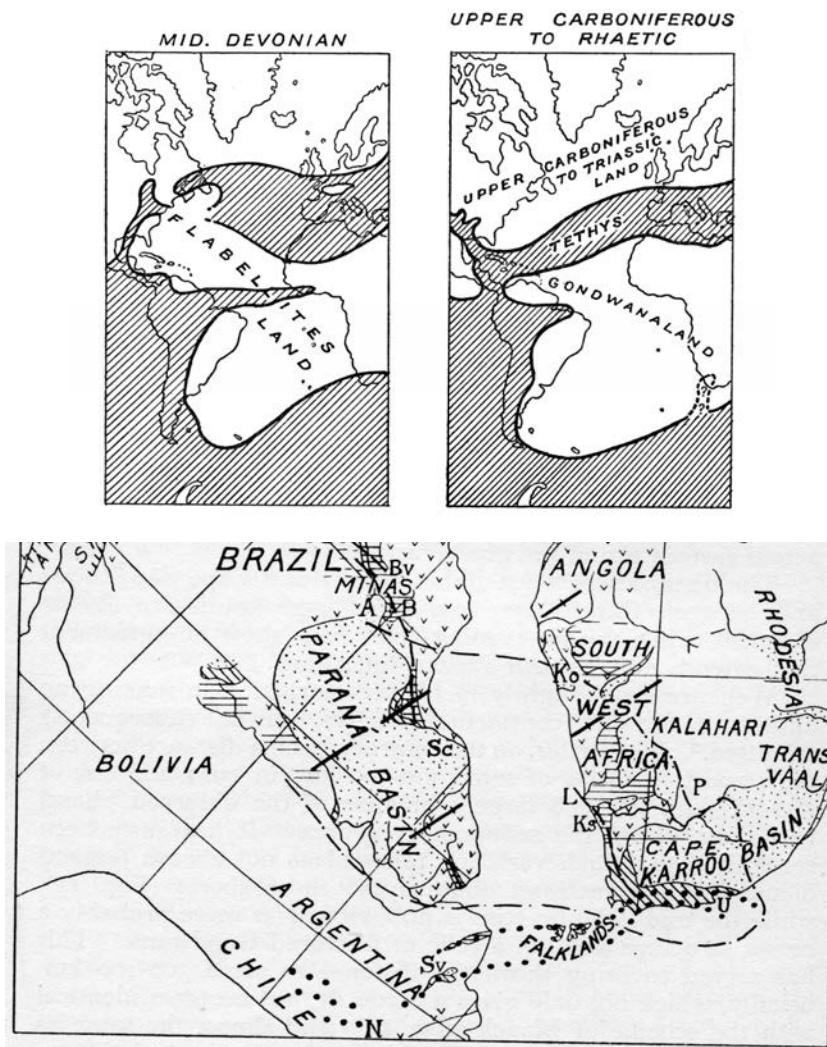 MID. DEVONIAN
UPPER CARBONIFEROUS
TO RHAETIC
FLABELLITES
LAND
UPPER CARBONIFEROUS
TO TRIASSIC
LAND
TETHYS
GONDWANALAND
?
?
BRAZIL
Bv
MINAS
A
B
PARANÁ BASIN
Sc
BOLIVIA
ARGENTINA
CHILE
N
Sv
FALKLANDS
ANGOLA
RHODESIA
SOUTH
Ko
WEST
KALAHARI
AFRICA
TRANS
VAAL
P
L
Ks
CAPE
KARROO BASIN
U